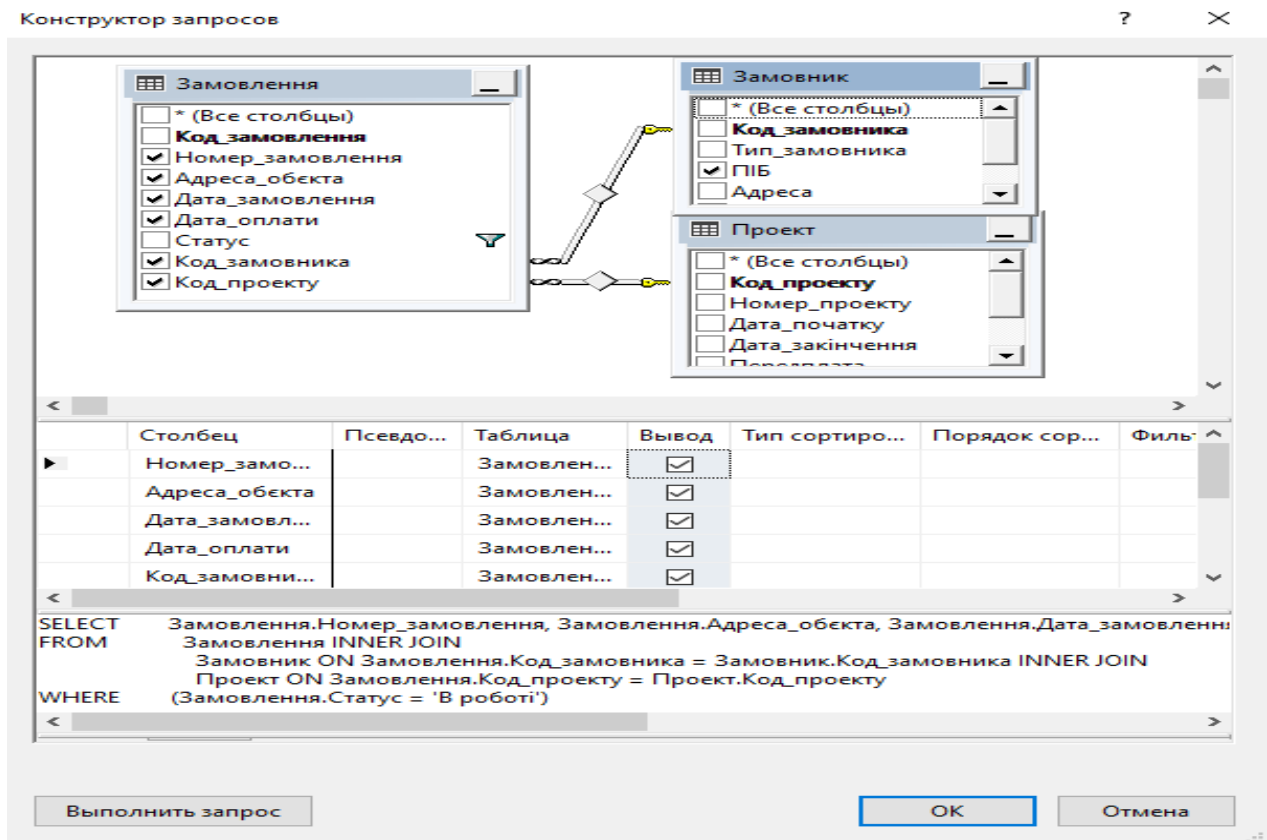 Конструктор запросов
Замовлення
* (Все столбцы)
Код_замовлення
Номер_замовлення
Адреса_обєкта
Дата_замовлення
Дата_оплати
Статус
Код_замовника
Код_проекту
Замовник
* (Все столбцы)
Код_замовника
Тип_замовника
ПІБ
Адреса
Проект
* (Все столбцы)
Код_проекту
Номер_проекту
Дата_початку
Дата_закінчення
Передплата
Столбец Псевдо... Таблица Вывод Тип сортиро... Порядок сор... Филь
Номер_замо... Замовлен...
Адреса_обєкта Замовлен...
Дата_замовл... Замовлен...
Дата_оплати Замовлен...
Код_замовни... Замовлен...
SELECT Замовлення.Номер_замовлення, Замовлення.Адреса_обєкта, Замовлення.Дата_замовленн
FROM Замовлення INNER JOIN
Замовник ON Замовлення.Код_замовника = Замовник.Код_замовника INNER JOIN
Проект ON Замовлення.Код_проекту = Проект.Код_проекту
WHERE (Замовлення.Статус = 'В роботі')
Выполнить запрос ОК Отмена